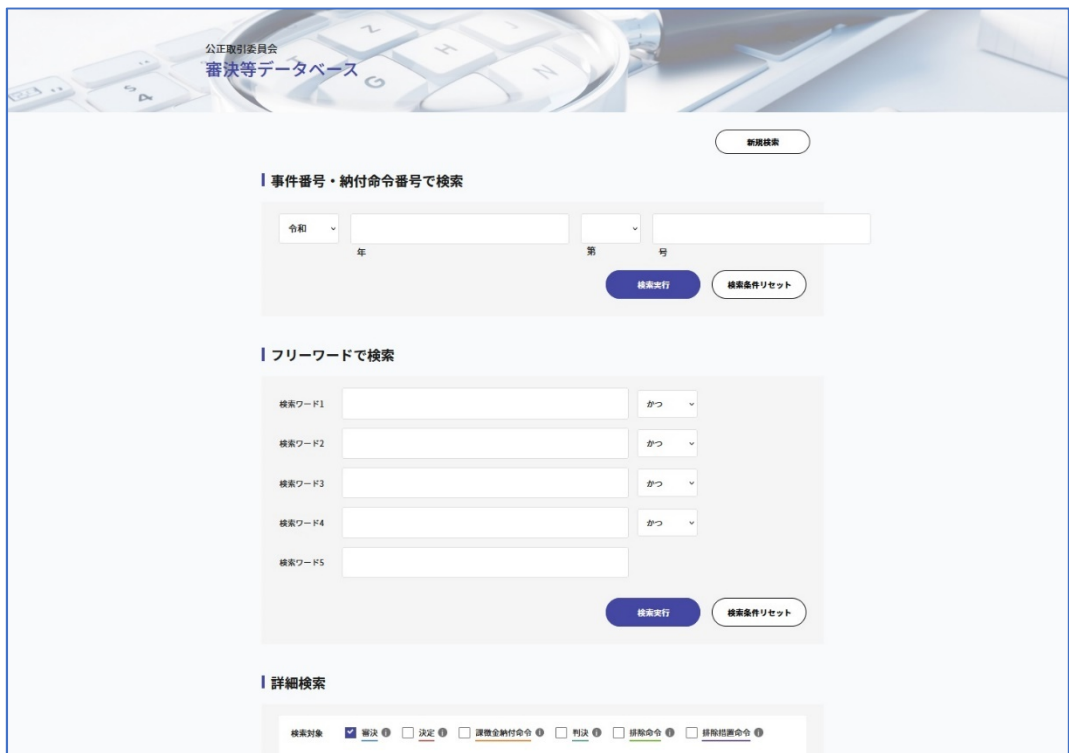 公正取引委員会
審決等データベース
新規検索
事件番号・納付命令番号で検索
令和
年 第 号
検索実行 検索条件リセット
フリーワードで検索
検索ワード1 かつ
検索ワード2 かつ
検索ワード3 かつ
検索ワード4 かつ
検索ワード5
検索実行 検索条件リセット
詳細検索
検索対象 審決 決定 課徴金納付命令 判決 排除命令 排除措置命令